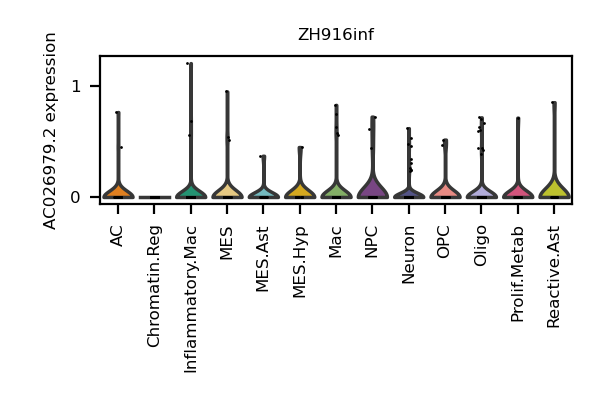 ZH916inf
AC026979.2 expression
1
0
AC
Chromatin.Reg
Inflammatory.Mac
MES
MES.Ast
MES.Hyp
Mac
NPC
Neuron
OPC
Oligo
Prolif.Metab
Reactive.Ast